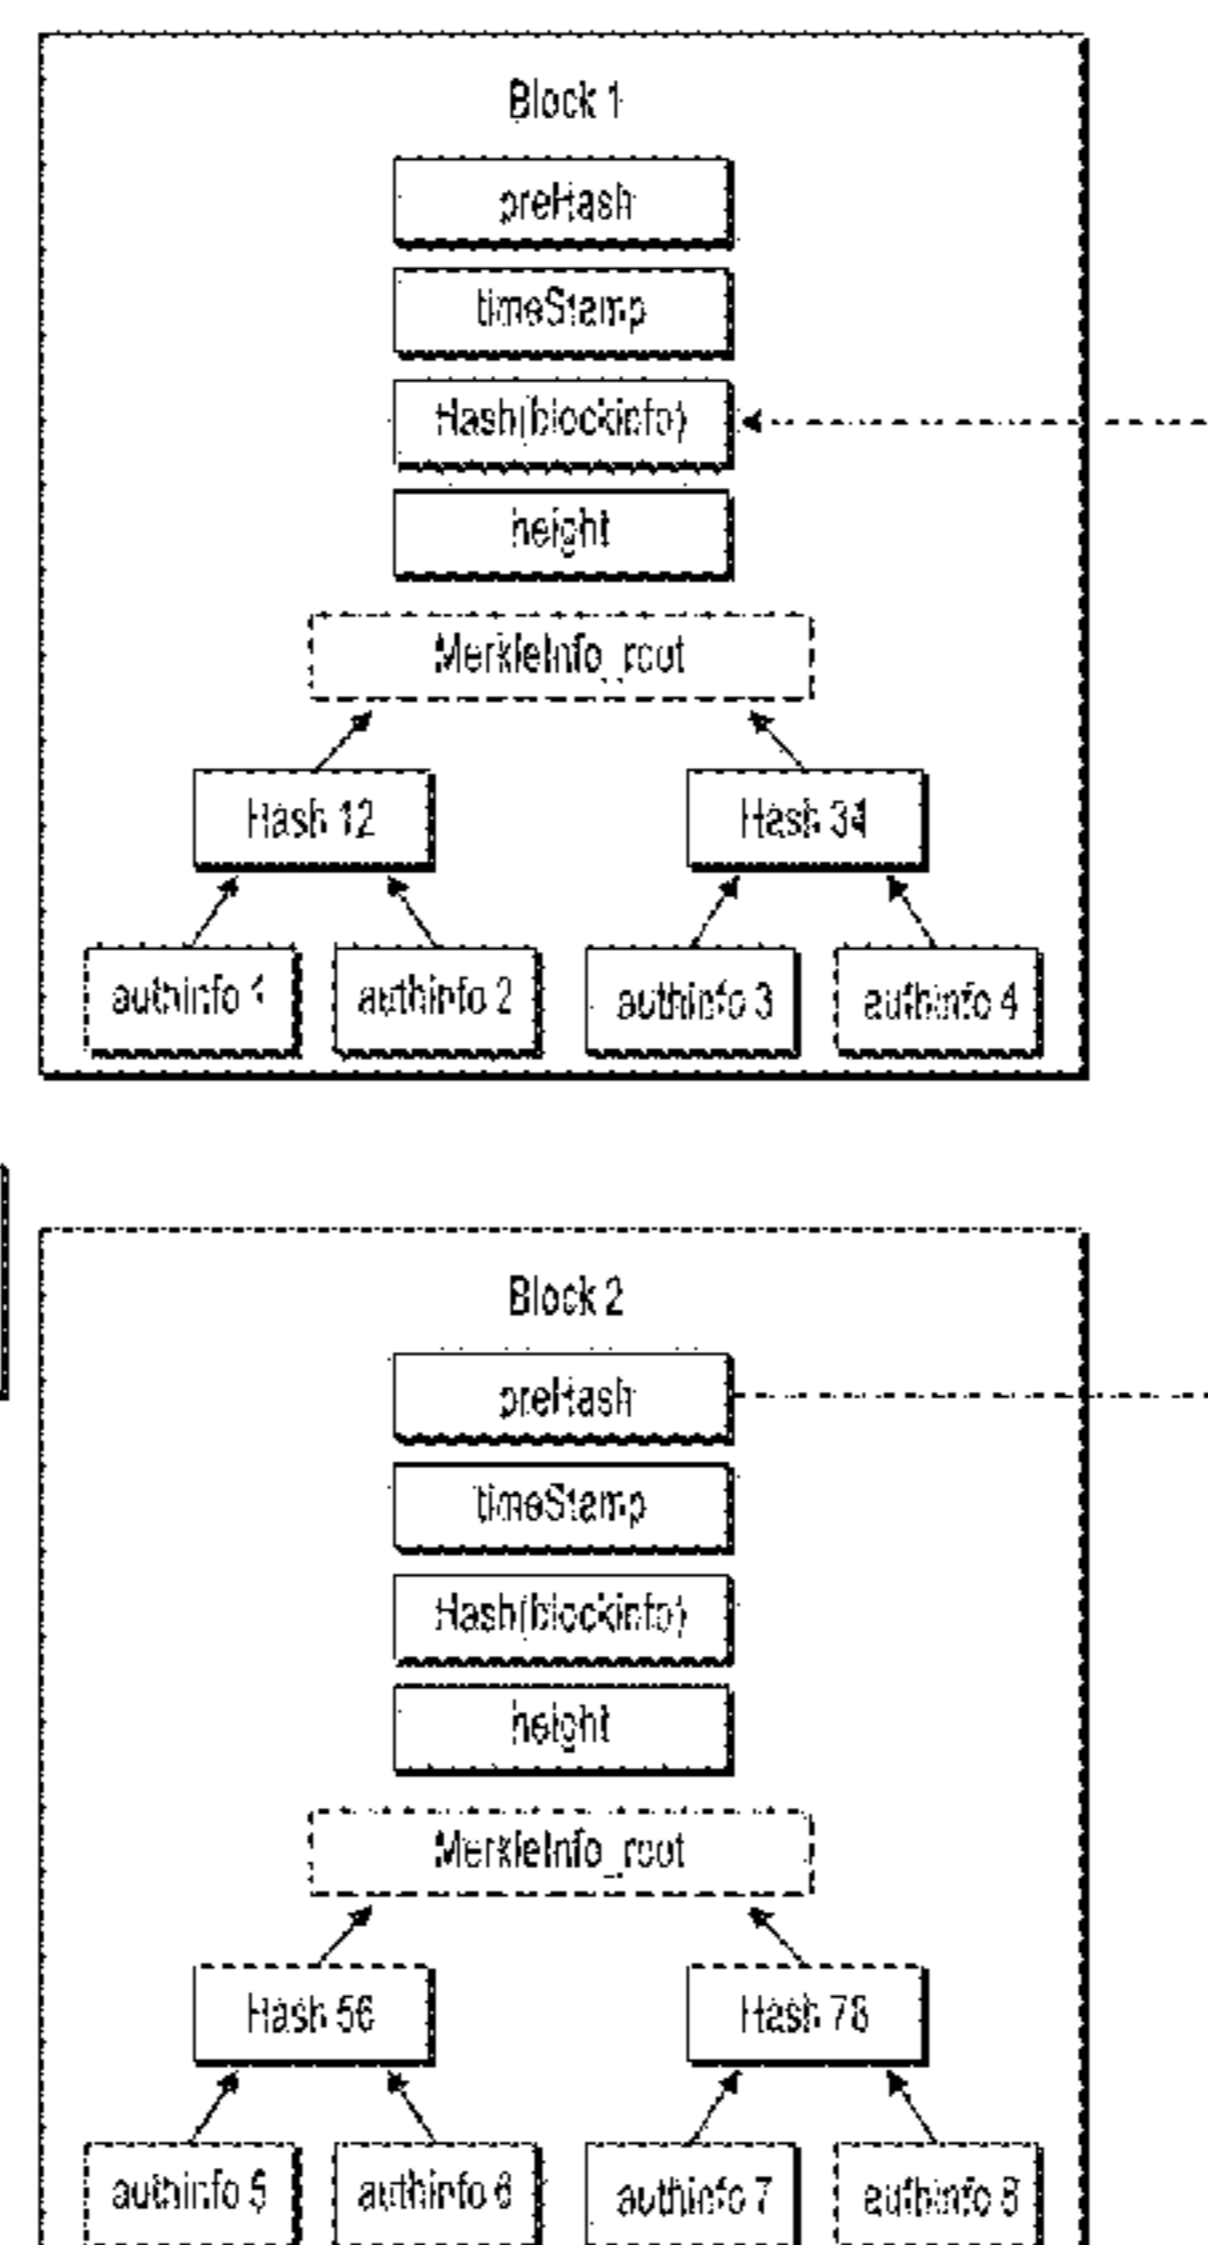 Block 1
preHash
timeStamp
Hash(blockinfo)
height
MerkleInfo_root
Hash 12 Hash 34
authinfo 1 authinfo 2 authinfo 3 authinfo 4
Block 2
preHash
timeStamp
Hash(blockinfo)
height
MerkleInfo_root
Hash 56 Hash 78
authinfo 5 authinfo 6 authinfo 7 authinfo 8